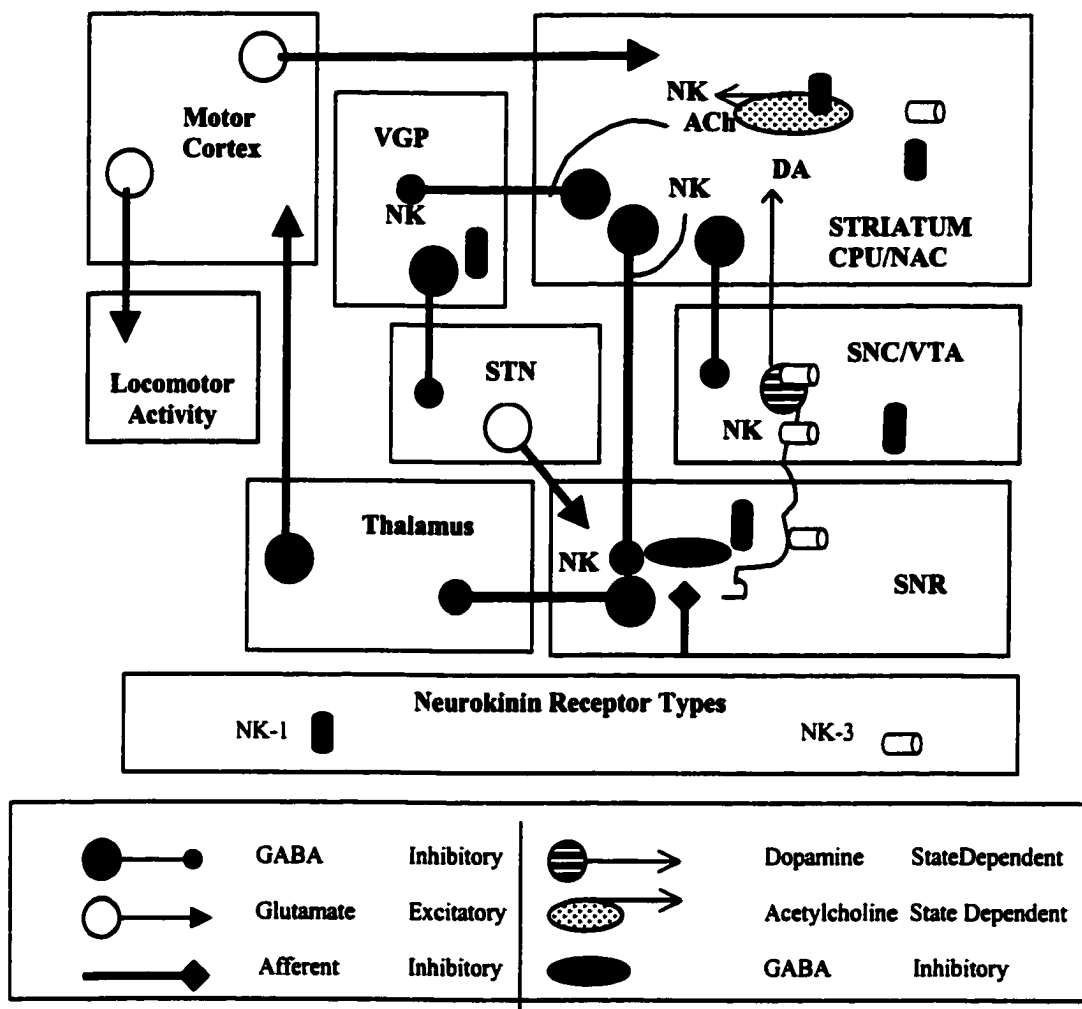 Motor
Cortex
VGP
NK
NK
ACh
NK
DA
STRIATUM
CPU/NAC
Locomotor
Activity
STN
SNC/VTA
NK
Thalamus
NK
SNR
Neurokinin Receptor Types
NK-1
NK-3
GABA Inhibitory
Glutamate Excitatory
Afferent Inhibitory
Dopamine StateDependent
Acetylcholine State Dependent
GABA Inhibitory